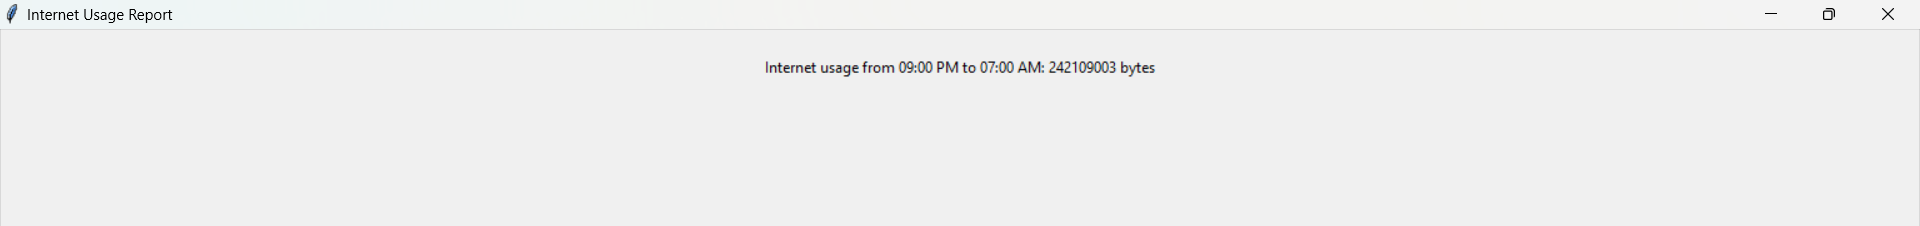 Internet Usage Report
Internet usage from 09:00 PM to 07:00 AM: 242109003 bytes